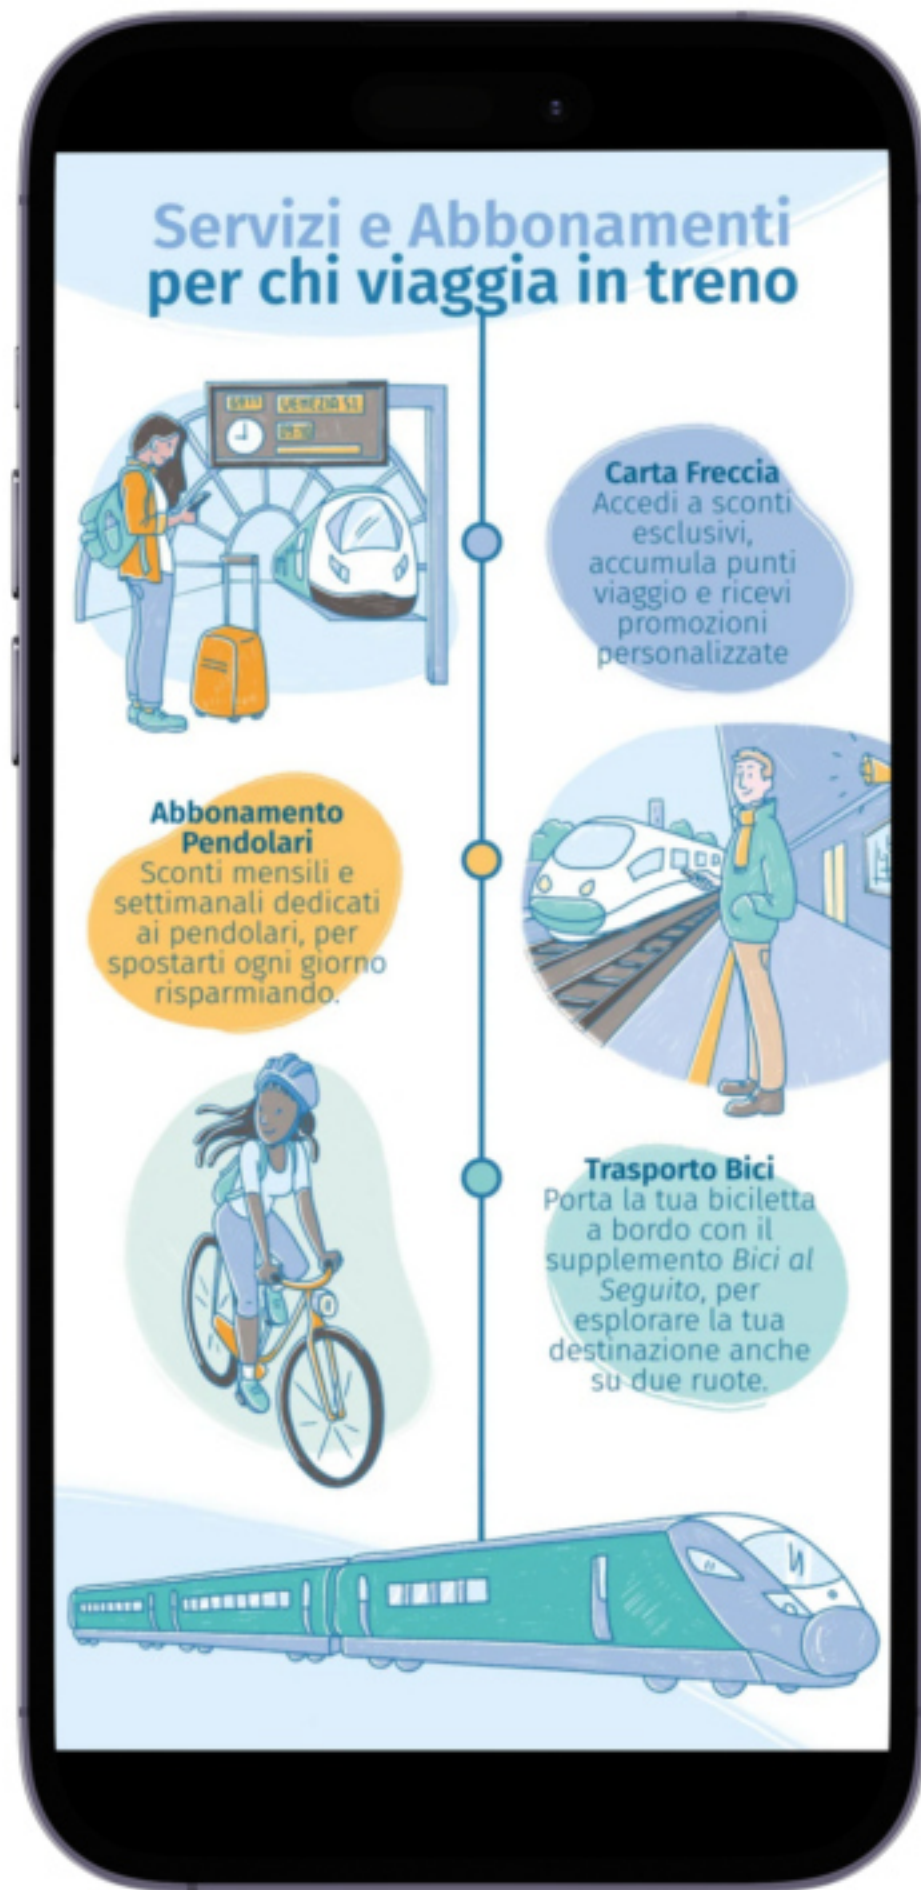 Servizi e Abbonamenti
per chi viaggia in treno
VENEZIA S.L
Carta Freccia
Accedi a sconti
esclusivi,
accumula punti
viaggio e ricevi
promozioni
personalizzate
Abbonamento
Pendolari
Sconti mensili e
settimanali dedicati
ai pendolari, per
spostarti ogni giorno
risparmiando.
Trasporto Bici
Porta la tua biciletta
a bordo con il
supplemento Bici al
Seguito, per
esplorare la tua
destinazione anche
su due ruote.